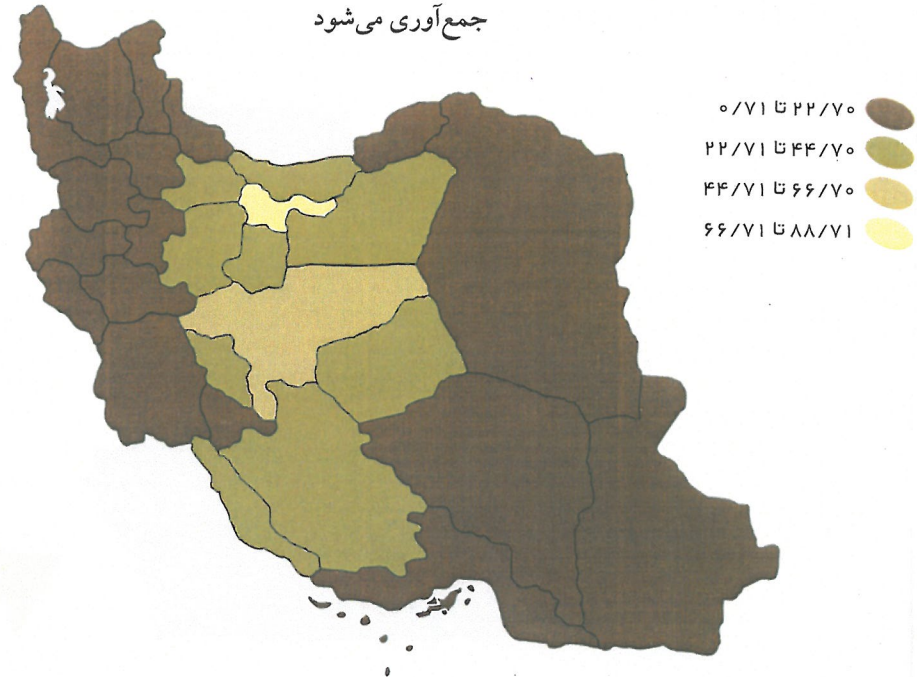 جمع‌آوری می‌شود
۰/۷۱ تا ۲۲/۷۰
۲۲/۷۱ تا ۴۴/۷۰
۴۴/۷۱ تا ۶۶/۷۰
۶۶/۷۱ تا ۸۸/۷۱